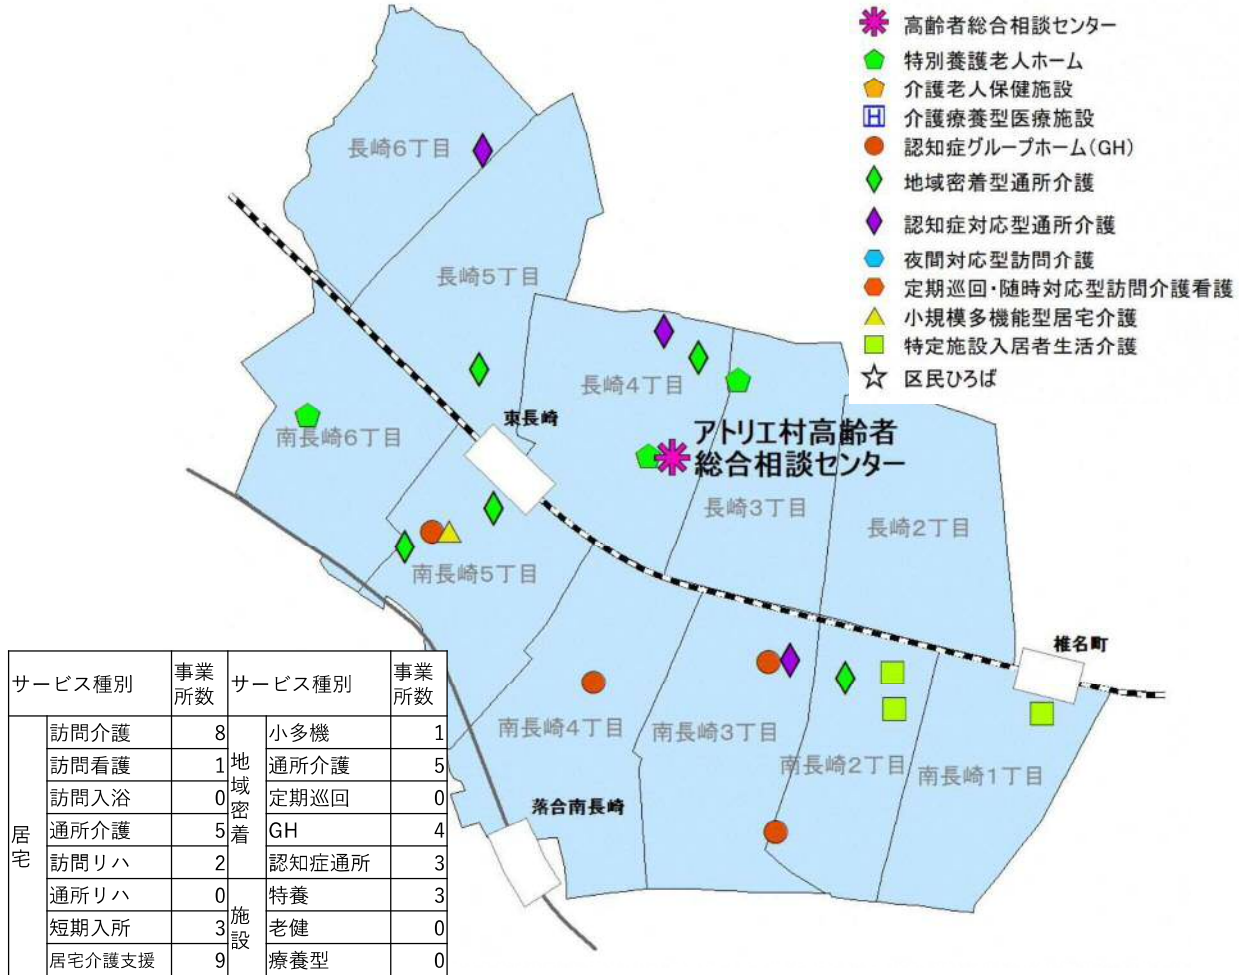 高齢者総合相談センター
特別養護老人ホーム
介護老人保健施設
H 介護療養型医療施設
認知症グループホーム(GH)
地域密着型通所介護
認知症対応型通所介護
夜間対応型訪問介護
定期巡回・随時対応型訪問介護看護
小規模多機能型居宅介護
特定施設入居者生活介護
区民ひろば
長崎6丁目
長崎5丁目
長崎4丁目
東長崎
南長崎6丁目
アトリエ村高齢者
総合相談センター
長崎3丁目
長崎2丁目
南長崎5丁目
椎名町
南長崎4丁目
南長崎3丁目
南長崎2丁目
南長崎1丁目
落合南長崎
サービス種別 事業所数 サービス種別 事業所数
居宅 訪問介護 8 地域密着 小多機 1
訪問看護 1 通所介護 5
訪問入浴 0 定期巡回 0
通所介護 5 GH 4
訪問リハ 2 認知症通所 3
通所リハ 0 施設 特養 3
短期入所 3 老健 0
居宅介護支援 9 療養型 0